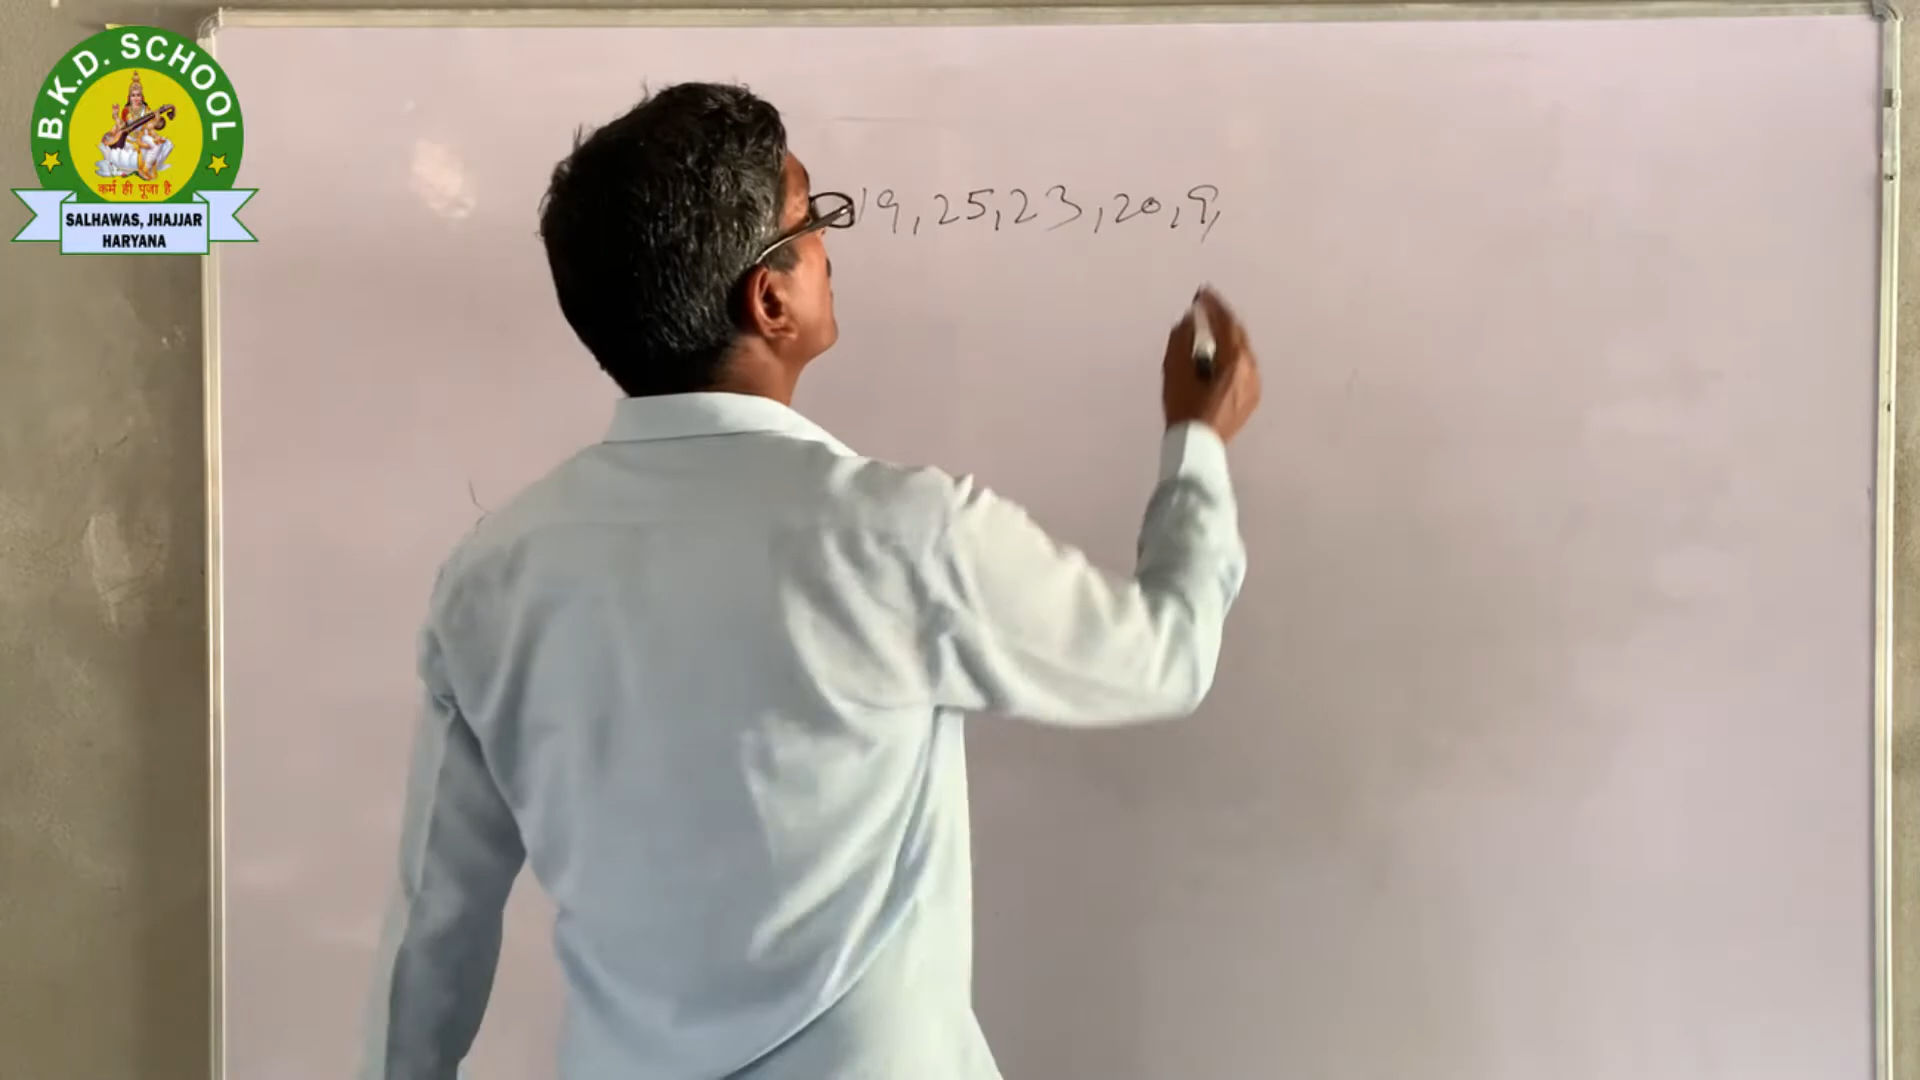 B.K.D. SCHOOL
कर्म ही पूजा है
SALHAWAS, JHAJJAR
HARYANA
19, 25, 23, 20, 9,